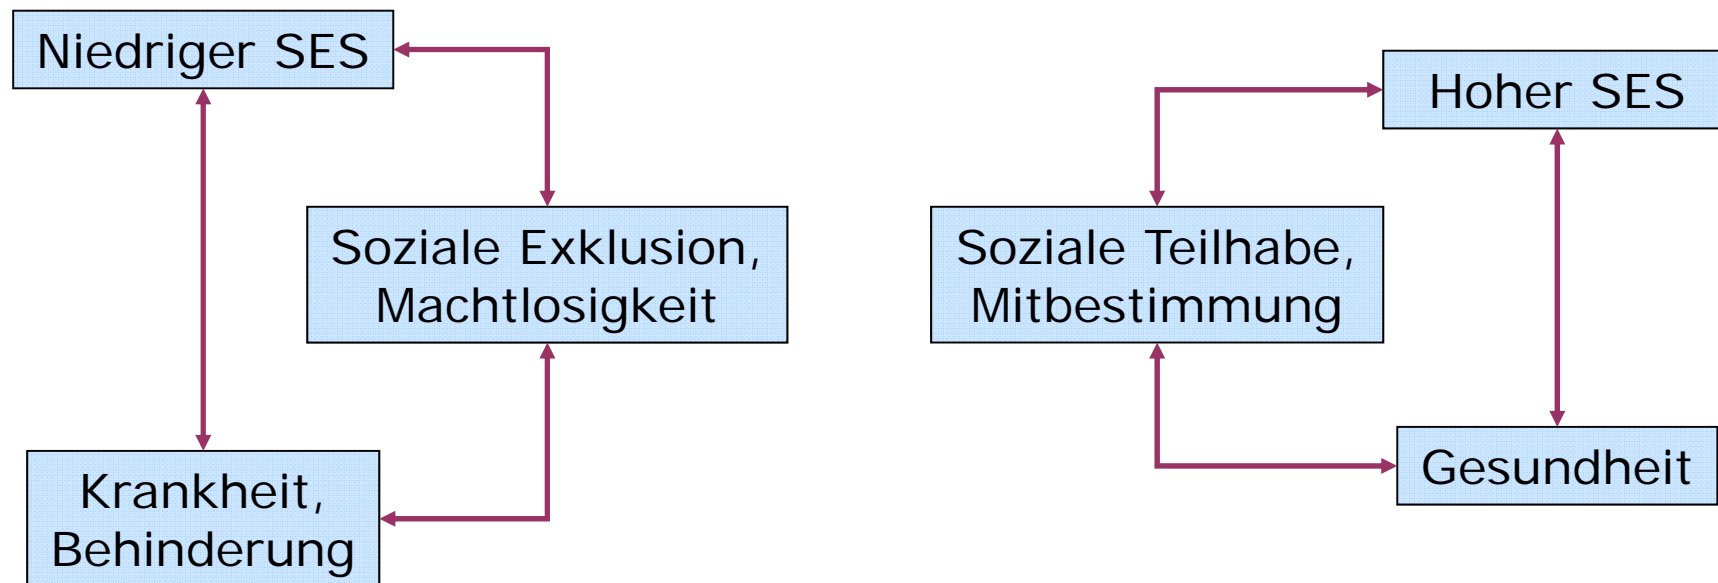 Niedriger SES
Soziale Exklusion,
Machtlosigkeit
Krankheit,
Behinderung
Hoher SES
Soziale Teilhabe,
Mitbestimmung
Gesundheit